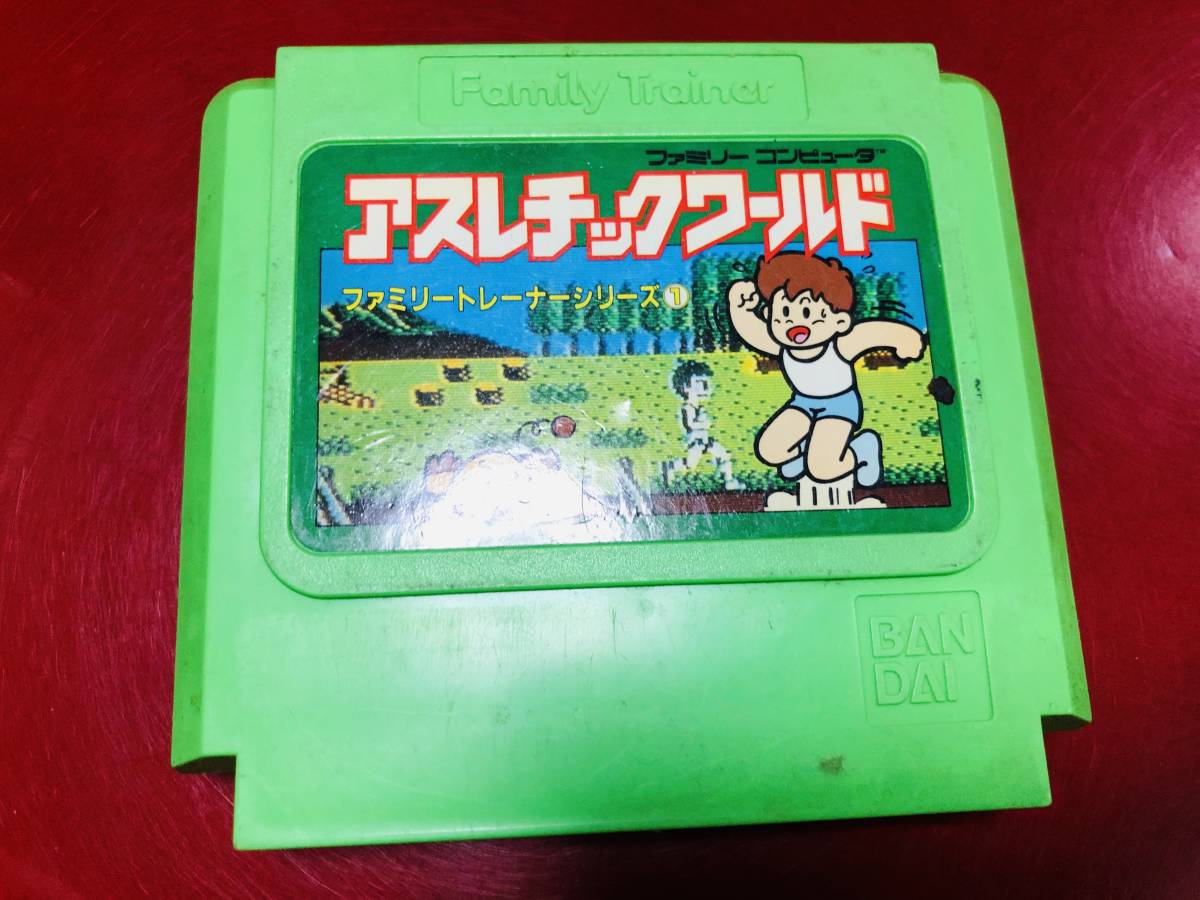 Family Trainer
ファミリー コンピュータ™
アスレチックワールド
ファミリートレーナーシリーズ①
BAN
DAI